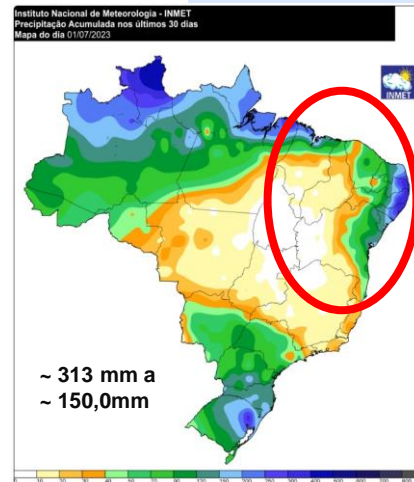 Instituto Nacional de Meteorologia - INMET
Precipitação Acumulada nos últimos 30 dias
Mapa do dia 01/07/2023
INMET
~ 313 mm a
~ 150,0mm